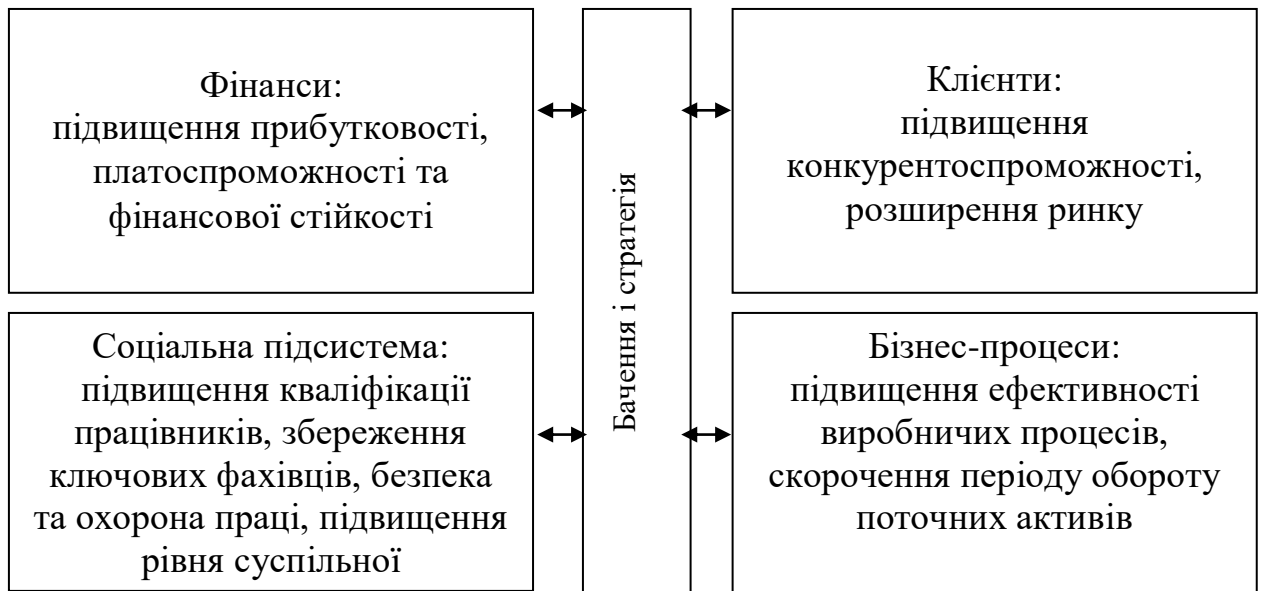 Фінанси:
підвищення прибутковості,
платоспроможності та
фінансової стійкості
Бачення і стратегія
Клієнти:
підвищення
конкурентоспроможності,
розширення ринку
Соціальна підсистема:
підвищення кваліфікації
працівників, збереження
ключових фахівців, безпека
та охорона праці, підвищення
рівня суспільної
Бізнес-процеси:
підвищення ефективності
виробничих процесів,
скорочення періоду обороту
поточних активів